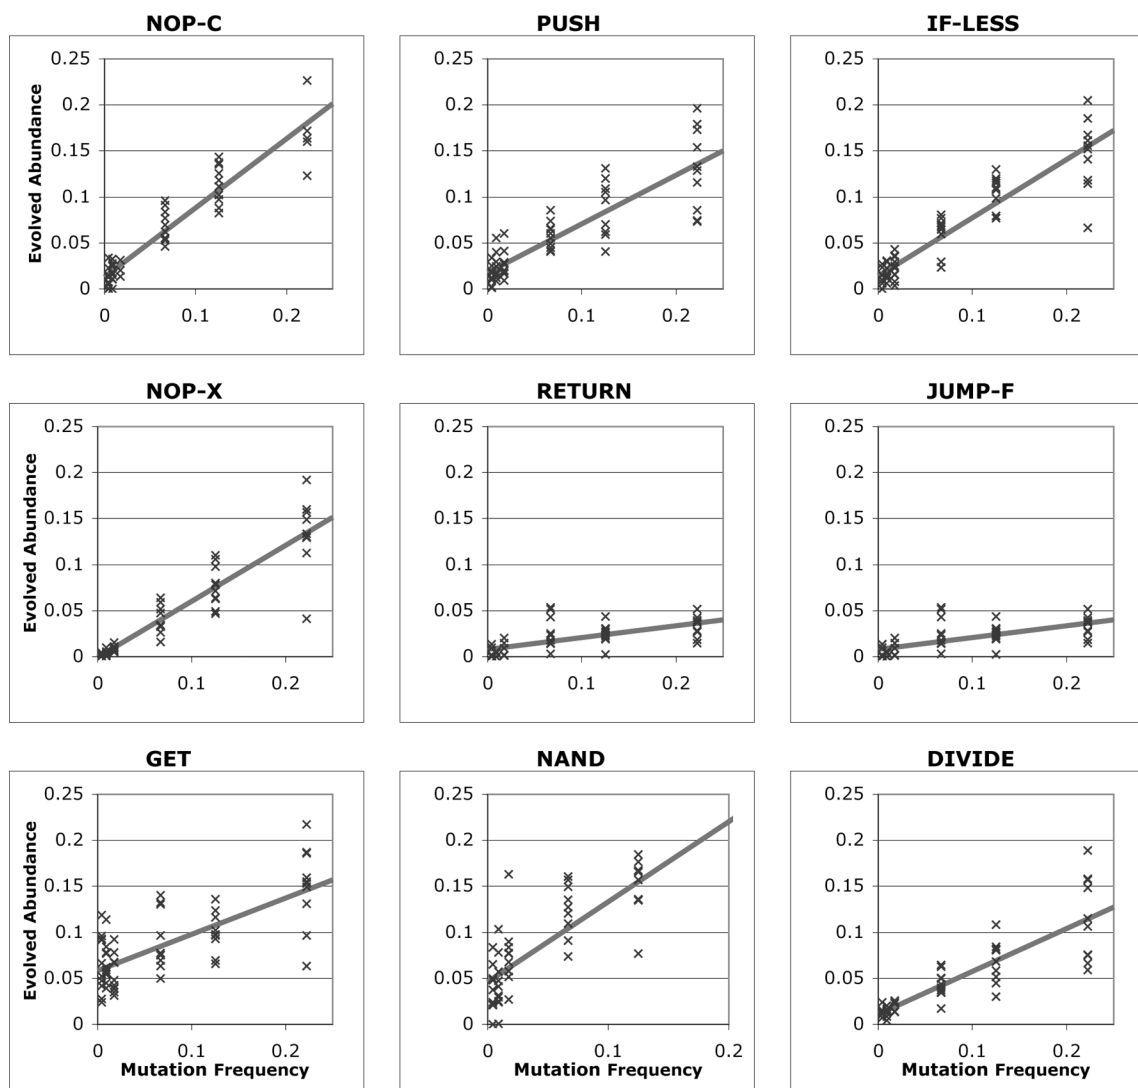 NOP-C PUSH IF-LESS
Evolved Abundance
0.25 0.25 0.25
0.2 0.2 0.2
0.15 0.15 0.15
0.1 0.1 0.1
0.05 0.05 0.05
0 0 0
0 0.1 0.2 0 0.1 0.2 0 0.1 0.2
NOP-X RETURN JUMP-F
Evolved Abundance
0.25 0.25 0.25
0.2 0.2 0.2
0.15 0.15 0.15
0.1 0.1 0.1
0.05 0.05 0.05
0 0 0
0 0.1 0.2 0 0.1 0.2 0 0.1 0.2
GET NAND DIVIDE
Evolved Abundance
0.25 0.25 0.25
0.2 0.2 0.2
0.15 0.15 0.15
0.1 0.1 0.1
0.05 0.05 0.05
0 0 0
0 0.1 0.2 0 0.1 0.2 0 0.1 0.2
Mutation Frequency Mutation Frequency Mutation Frequency